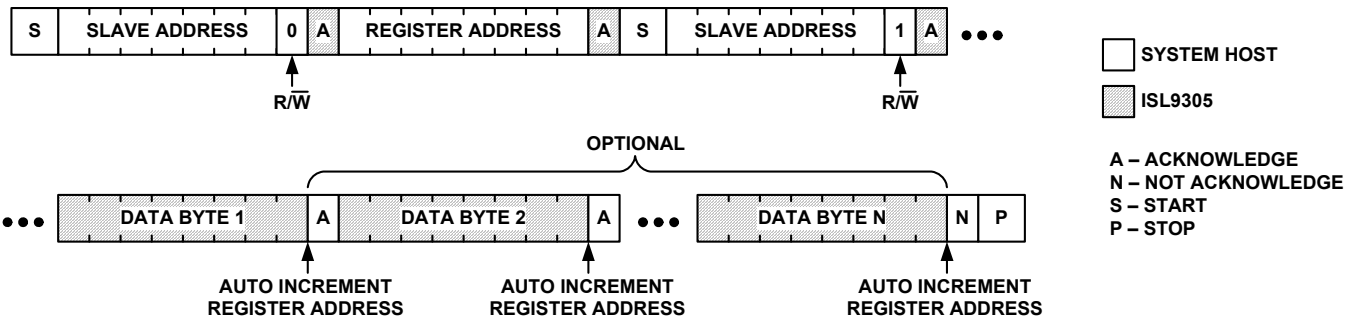 S SLAVE ADDRESS 0 A REGISTER ADDRESS A S SLAVE ADDRESS 1 A •••
R/W̅ R/W̅
SYSTEM HOST
ISL9305
A – ACKNOWLEDGE
N – NOT ACKNOWLEDGE
S – START
P – STOP
OPTIONAL
••• DATA BYTE 1 A DATA BYTE 2 A ••• DATA BYTE N N P
AUTO INCREMENT
REGISTER ADDRESS
AUTO INCREMENT
REGISTER ADDRESS
AUTO INCREMENT
REGISTER ADDRESS